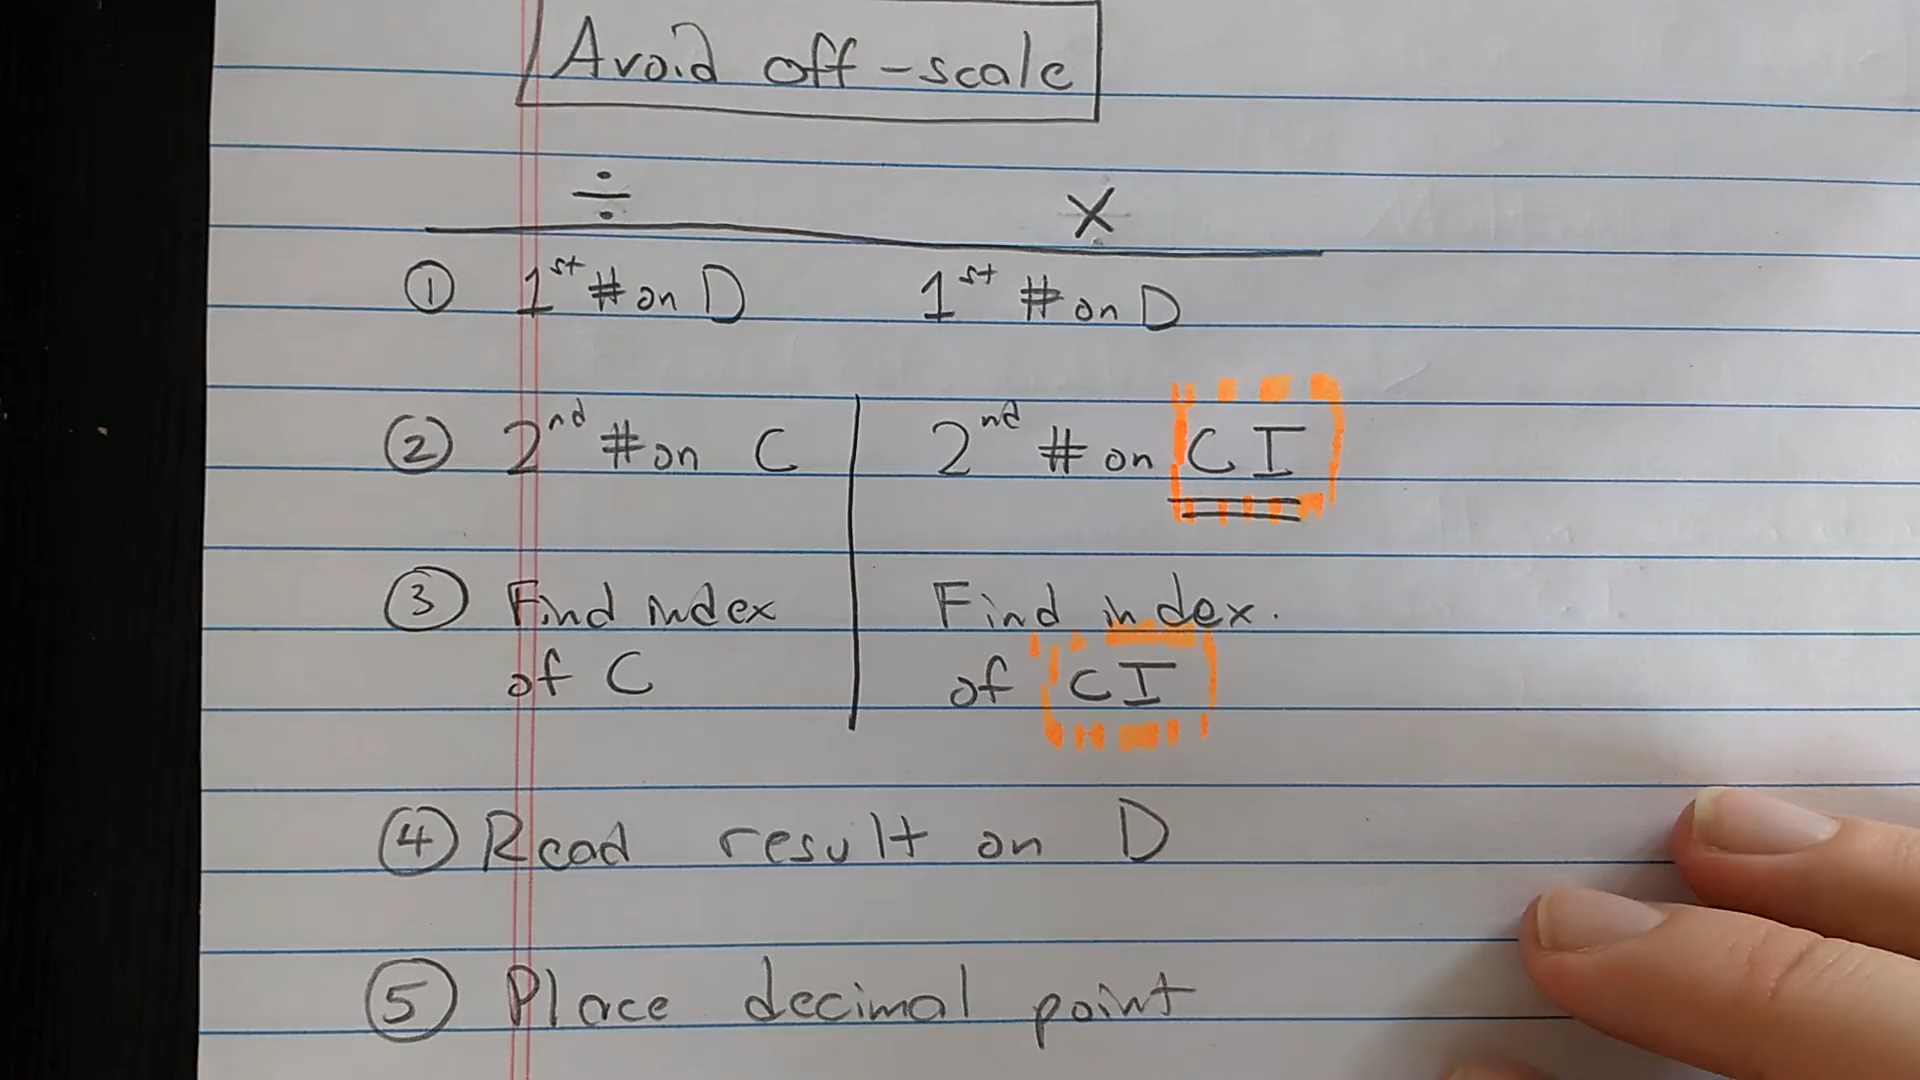 Avoid off-scale
÷ X
① 1st # on D 1st # on D
② 2nd # on C 2nd # on CI
③ Find index Find index.
of C of CI
④ Read result on D
⑤ Place decimal point